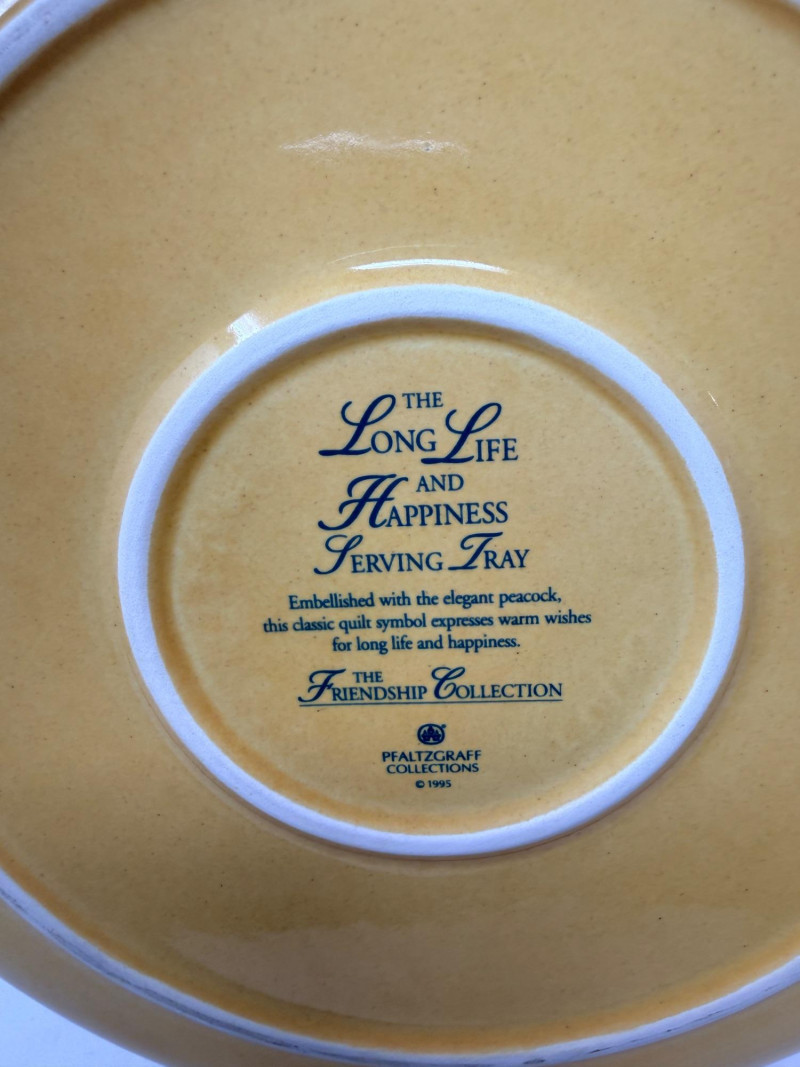 THE
LONG LIFE
AND
HAPPINESS
SERVING TRAY
Embellished with the elegant peacock,
this classic quilt symbol expresses warm wishes
for long life and happiness.
THE
FRIENDSHIP COLLECTION
PFALTZGRAFF
COLLECTIONS
© 1995